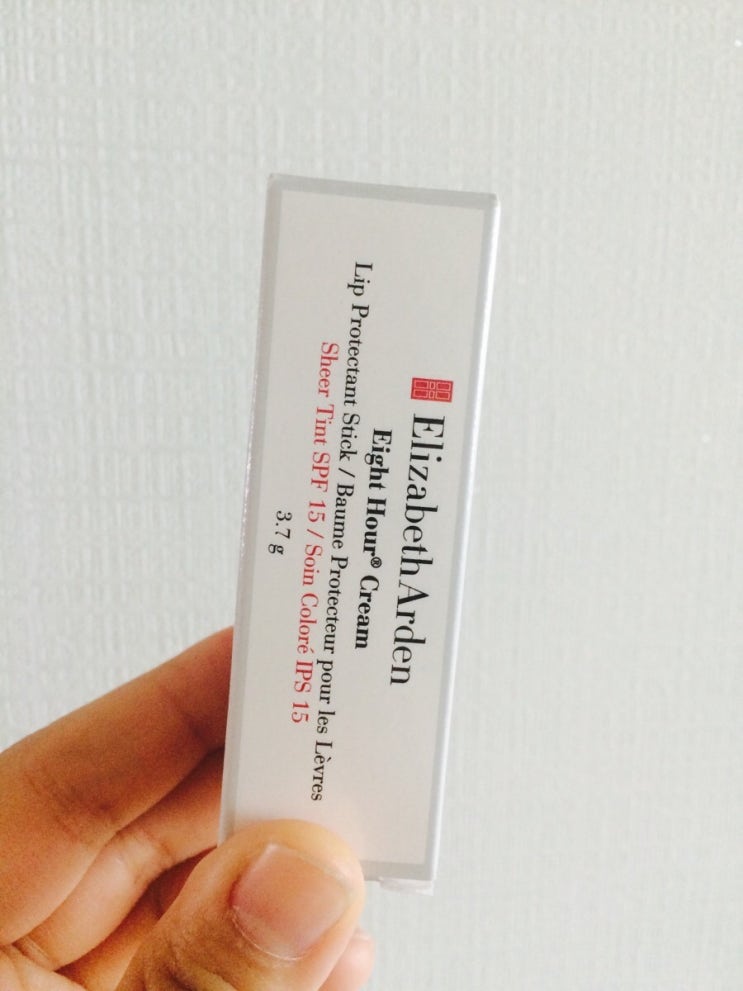 Elizabeth Arden
Eight Hour® Cream
Lip Protectant Stick / Baume Protecteur pour les Lèvres
Sheer Tint SPF 15 / Soin Coloré IPS 15
3.7 g